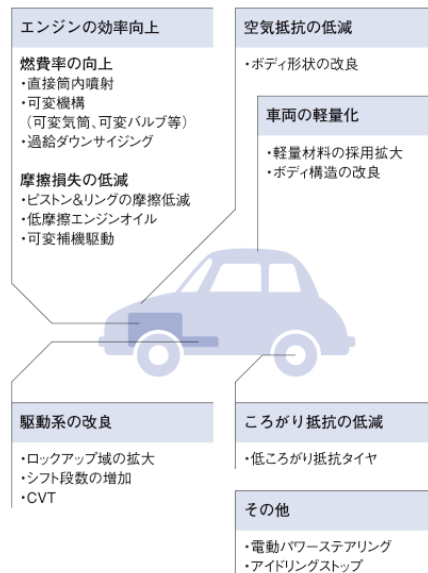 エンジンの効率向上
燃費率の向上
・直接筒内噴射
・可変機構
（可変気筒、可変バルブ等）
・過給ダウンサイジング
摩擦損失の低減
・ピストン&リングの摩擦低減
・低摩擦エンジンオイル
・可変補機駆動
空気抵抗の低減
・ボディ形状の改良
車両の軽量化
・軽量材料の採用拡大
・ボディ構造の改良
駆動系の改良
・ロックアップ域の拡大
・シフト段数の増加
・CVT
ころがり抵抗の低減
・低ころがり抵抗タイヤ
その他
・電動パワーステアリング
・アイドリングストップ